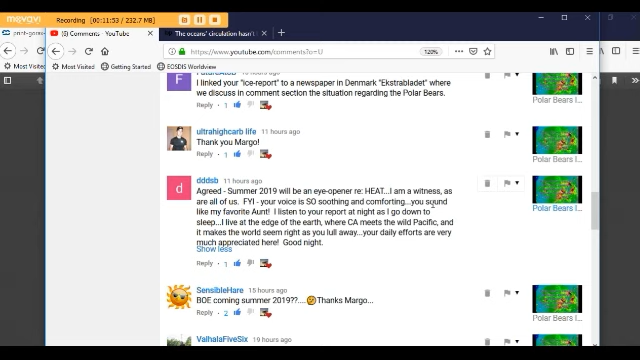 movavi
Recording | 00:11:53 / 232.7 MB
print-goras
(1) Comments - YouTube
The oceans' circulation hasn't
https://www.youtube.com/comments?o=U
120%
Most Visited
Most Visited
Getting Started
EOSDIS Worldview
I linked your "ice-report" to a newspaper in Denmark "Ekstrabladet" where
we discuss in comment section the situation regarding the Polar Bears.
Reply 1
Polar Bears I...
ultrahighcarb life 11 hours ago
Thank you Margo!
Reply 1
Polar Bears I...
dddsb 11 hours ago
Agreed - Summer 2019 will be an eye-opener re: HEAT...I am a witness, as
are all of us. FYI - your voice is SO soothing and comforting...you sound
like my favorite Aunt! I listen to your report at night as I go down to
sleep...I live at the edge of the earth, where CA meets the wild Pacific, and
it makes the world seem right as you lull away...your daily efforts are very
much appreciated here! Good night.
Show less
Reply 1
Polar Bears I...
SensibleHare 15 hours ago
BOE coming summer 2019??....Thanks Margo...
Reply 2
Polar Bears I...
ValhalaFiveSix 19 hours ago